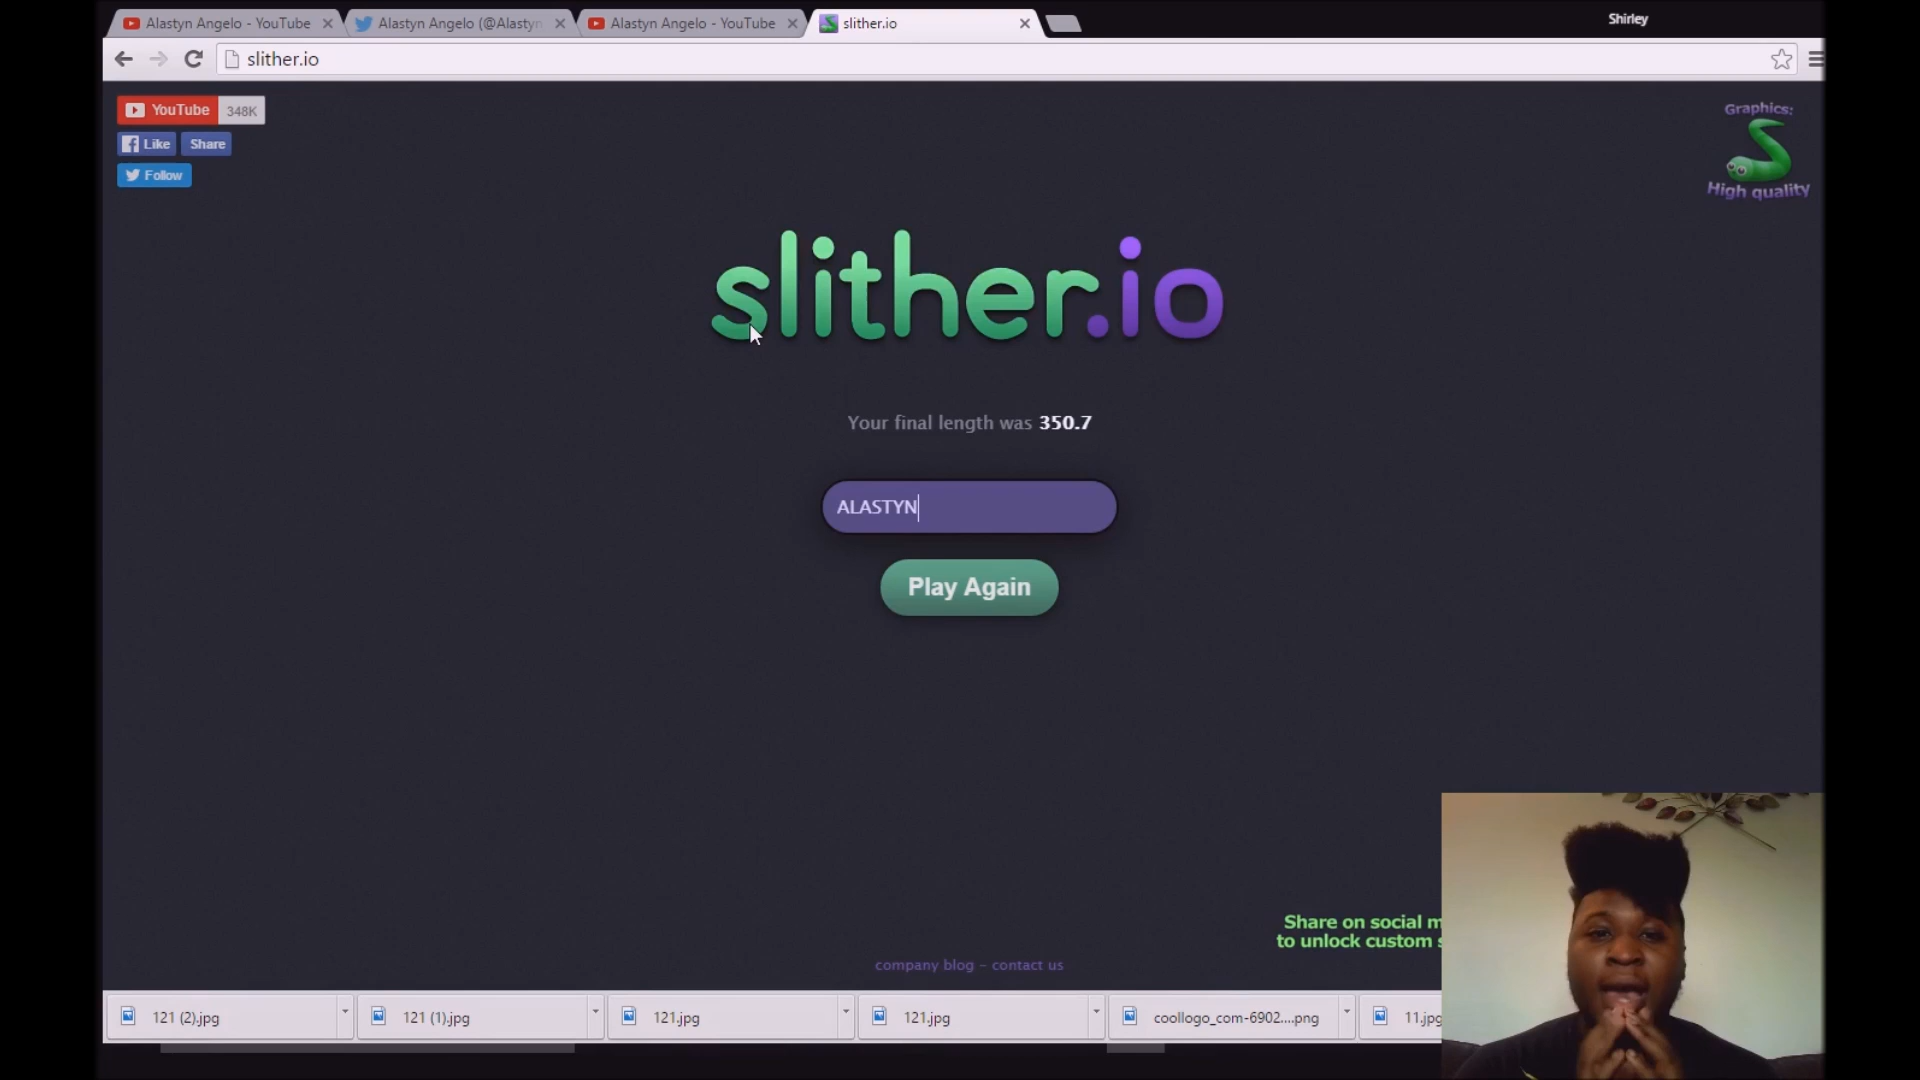 Alastyn Angelo - YouTube
Alastyn Angelo (@Alastyn
Alastyn Angelo - YouTube
slither.io
Shirley
slither.io
YouTube 348K
Like Share
Follow
Graphics:
High quality
slither.io
Your final length was 350.7
ALASTYN
Play Again
Share on social m
to unlock custom s
company blog - contact us
121 (2).jpg
121 (1).jpg
121.jpg
121.jpg
coollogo_com-6902....png
11.jpg